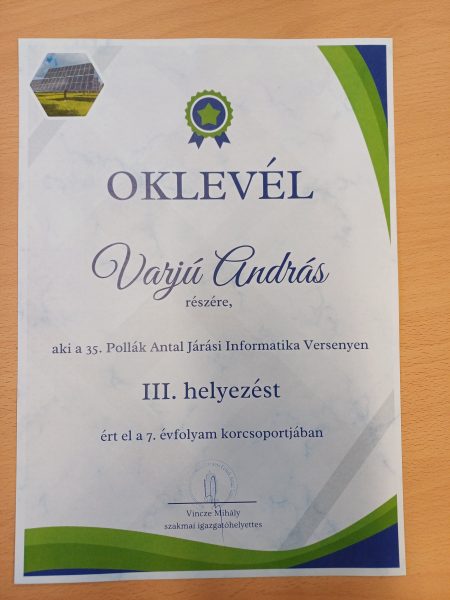 OKLEVÉL
Varjú András
részére,
aki a 35. Pollák Antal Járási Informatika Versenyen
III. helyezést
ért el a 7. évfolyam korcsoportjában
Vincze Mihály
szakmai igazgatóhelyettes